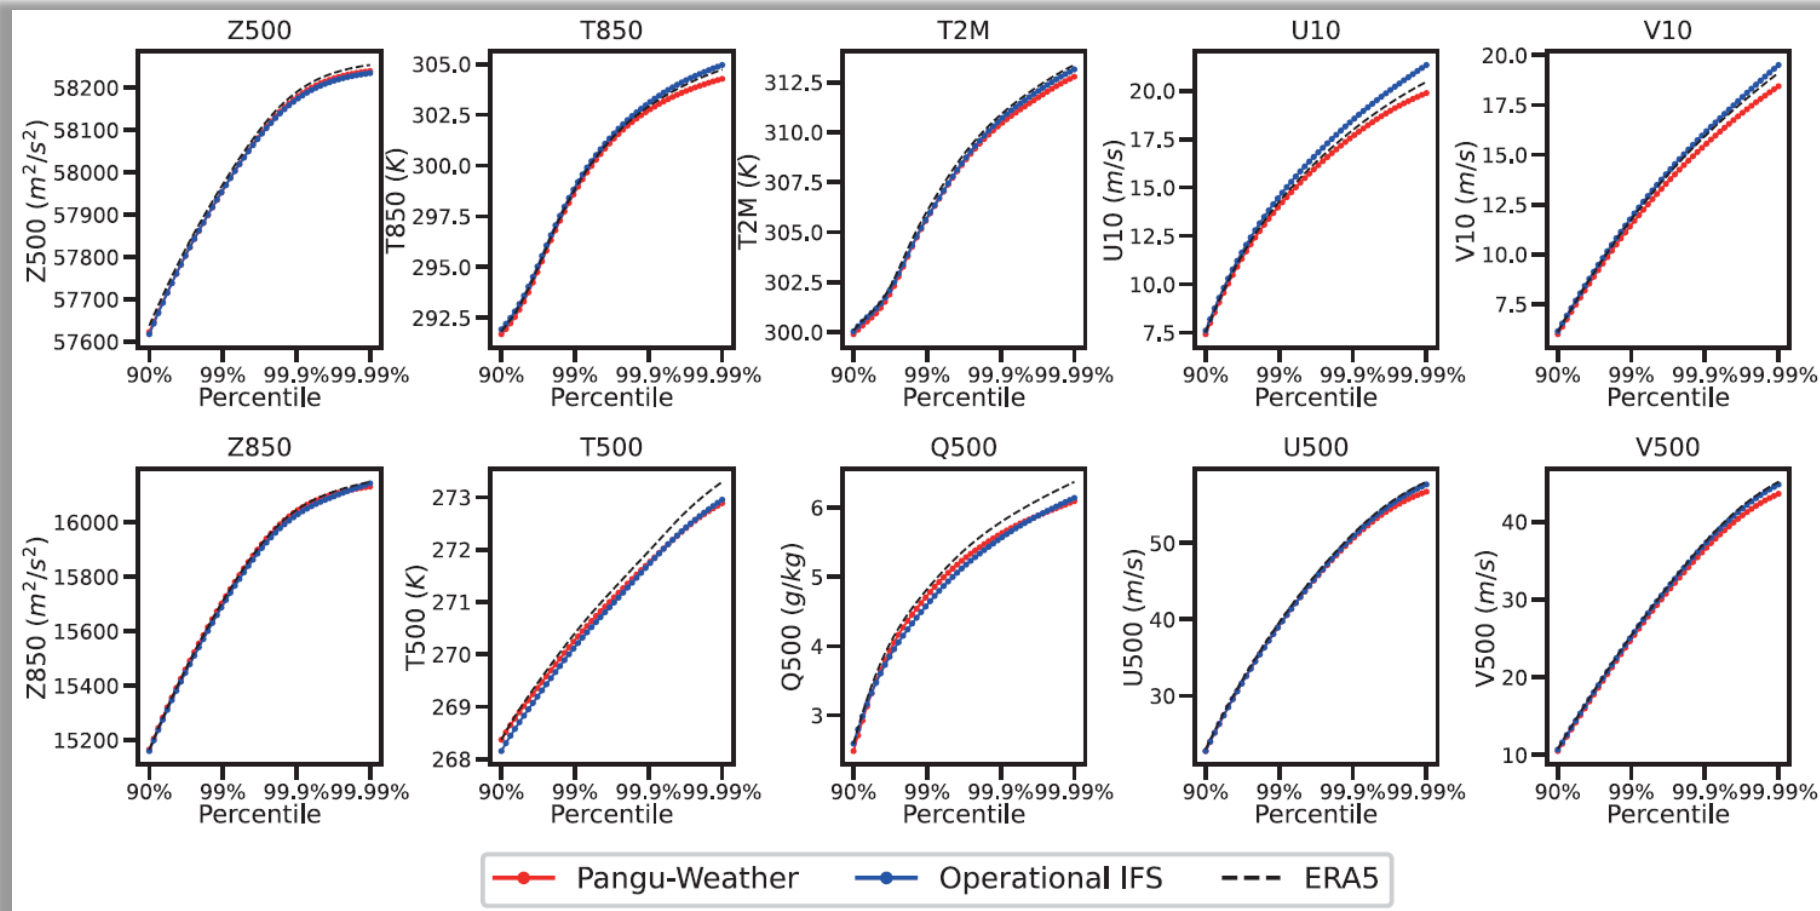 Z500
T850
T2M
U10
V10
58200
58100
58000
57900
57800
57700
57600
Z500 (m²/s²)
90% 99% 99.9% 99.99%
Percentile
305.0
302.5
300.0
297.5
295.0
292.5
T850 (K)
90% 99% 99.9% 99.99%
Percentile
312.5
310.0
307.5
305.0
302.5
300.0
T2M (K)
90% 99% 99.9% 99.99%
Percentile
20.0
17.5
15.0
12.5
10.0
7.5
U10 (m/s)
90% 99% 99.9% 99.99%
Percentile
20.0
17.5
15.0
12.5
10.0
7.5
V10 (m/s)
90% 99% 99.9% 99.99%
Percentile
Z850
T500
Q500
U500
V500
16000
15800
15600
15400
15200
Z850 (m²/s²)
90% 99% 99.9% 99.99%
Percentile
273
272
271
270
269
268
T500 (K)
90% 99% 99.9% 99.99%
Percentile
6
5
4
3
Q500 (g/kg)
90% 99% 99.9% 99.99%
Percentile
50
40
30
U500 (m/s)
90% 99% 99.9% 99.99%
Percentile
40
30
20
10
V500 (m/s)
90% 99% 99.9% 99.99%
Percentile
Pangu-Weather Operational IFS ERA5